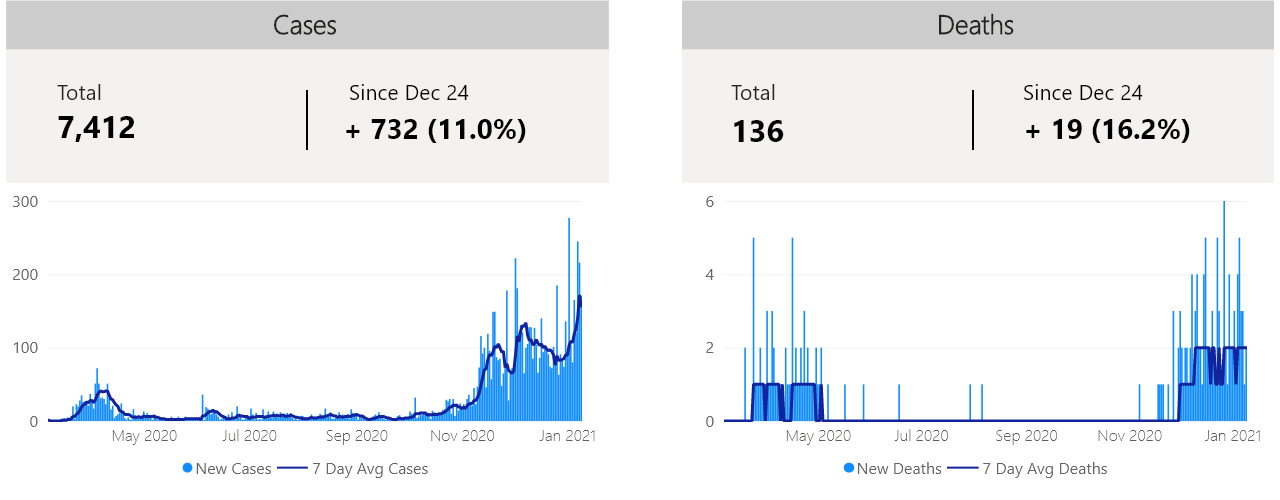 Cases
Total
Since Dec 24
7,412
+ 732 (11.0%)
300
200
100
0
May 2020
Jul 2020
Sep 2020
Nov 2020
Jan 2021
New Cases
7 Day Avg Cases
Deaths
Total
Since Dec 24
136
+ 19 (16.2%)
6
4
2
0
May 2020
Jul 2020
Sep 2020
Nov 2020
Jan 2021
New Deaths
7 Day Avg Deaths